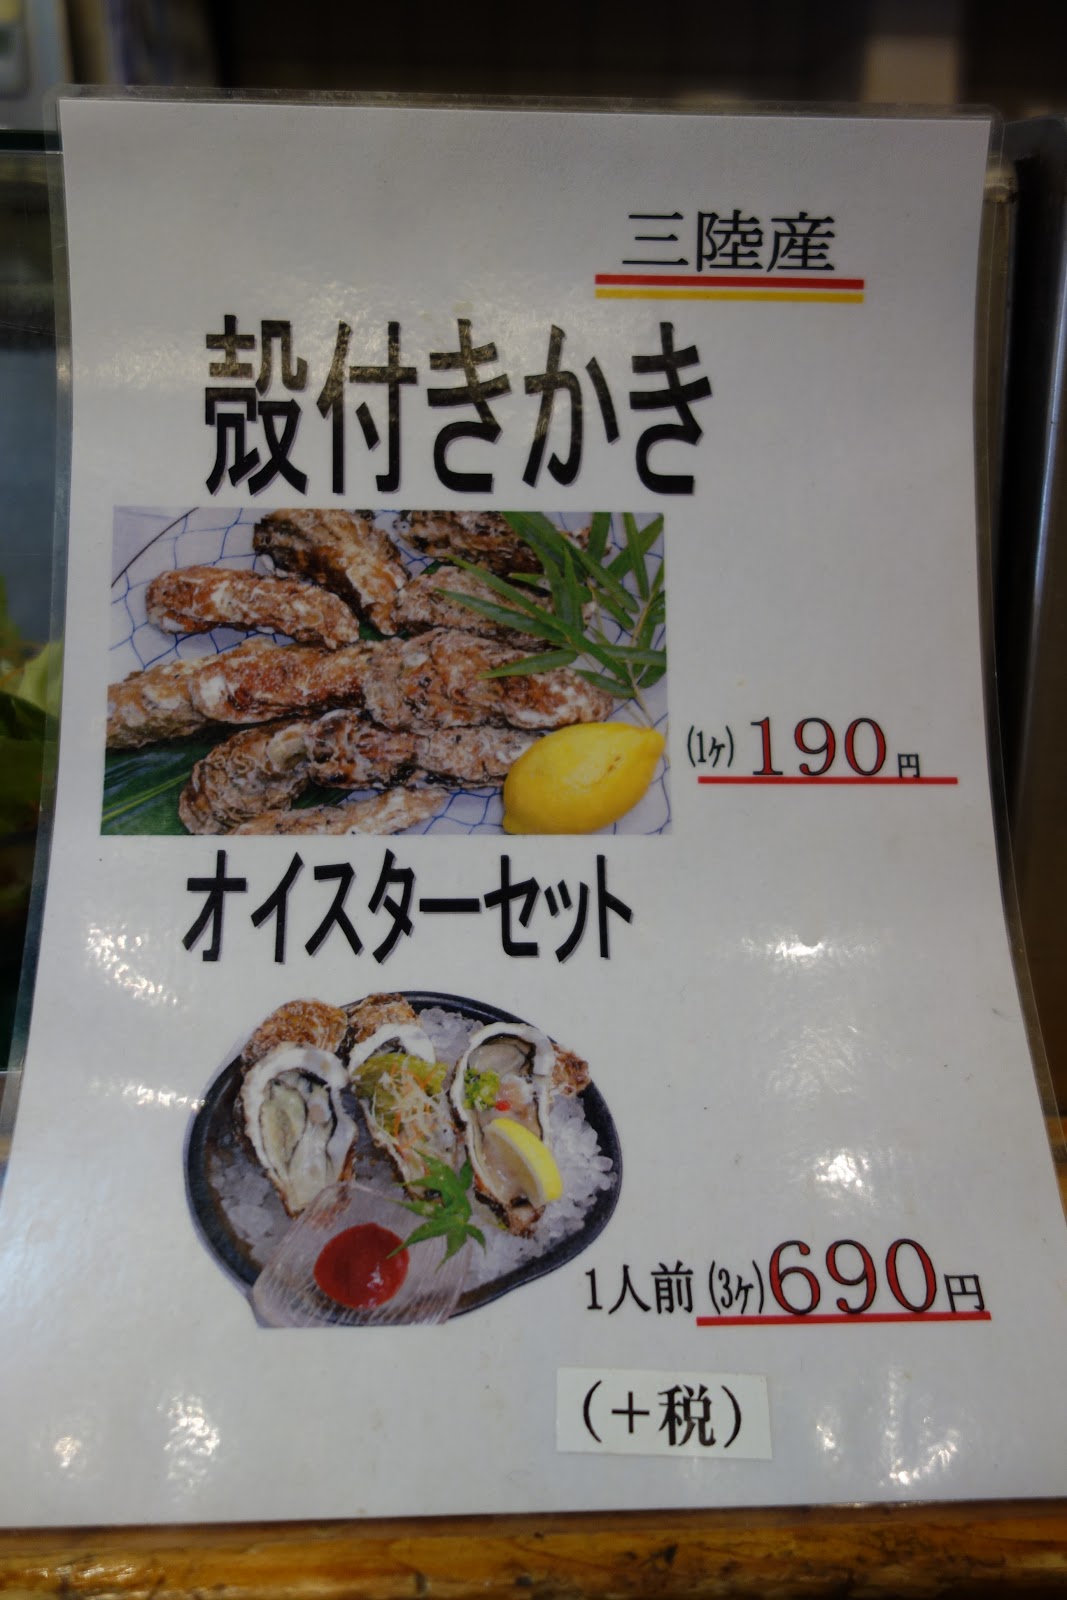 三陸産
殻付きかき
(1ヶ) 190円
オイスターセット
1人前 (3ヶ) 690円
(+税)